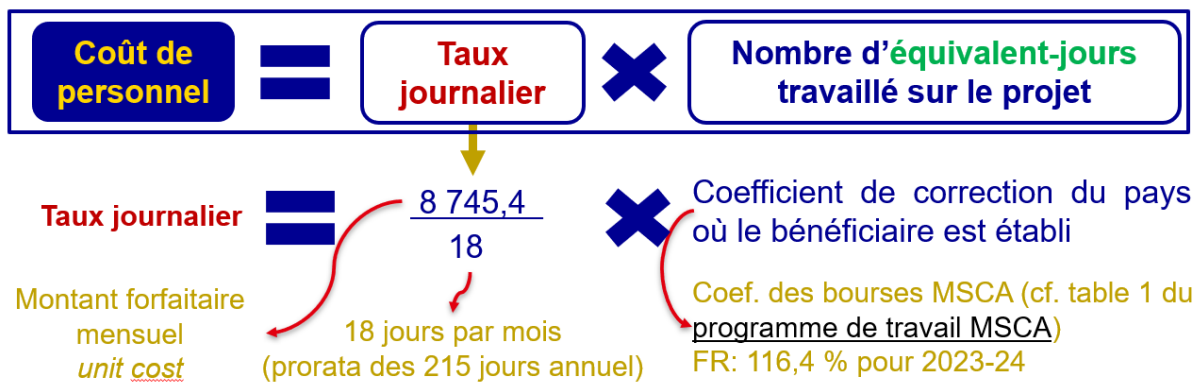 Coût de
personnel
Taux
journalier
Nombre d'équivalent-jours
travaillé sur le projet
Taux journalier
8 745,4
18
Coefficient de correction du pays
où le bénéficiaire est établi
Montant forfaitaire
mensuel
unit cost
18 jours par mois
(prorata des 215 jours annuel)
Coef. des bourses MSCA (cf. table 1 du
programme de travail MSCA)
FR: 116,4 % pour 2023-24